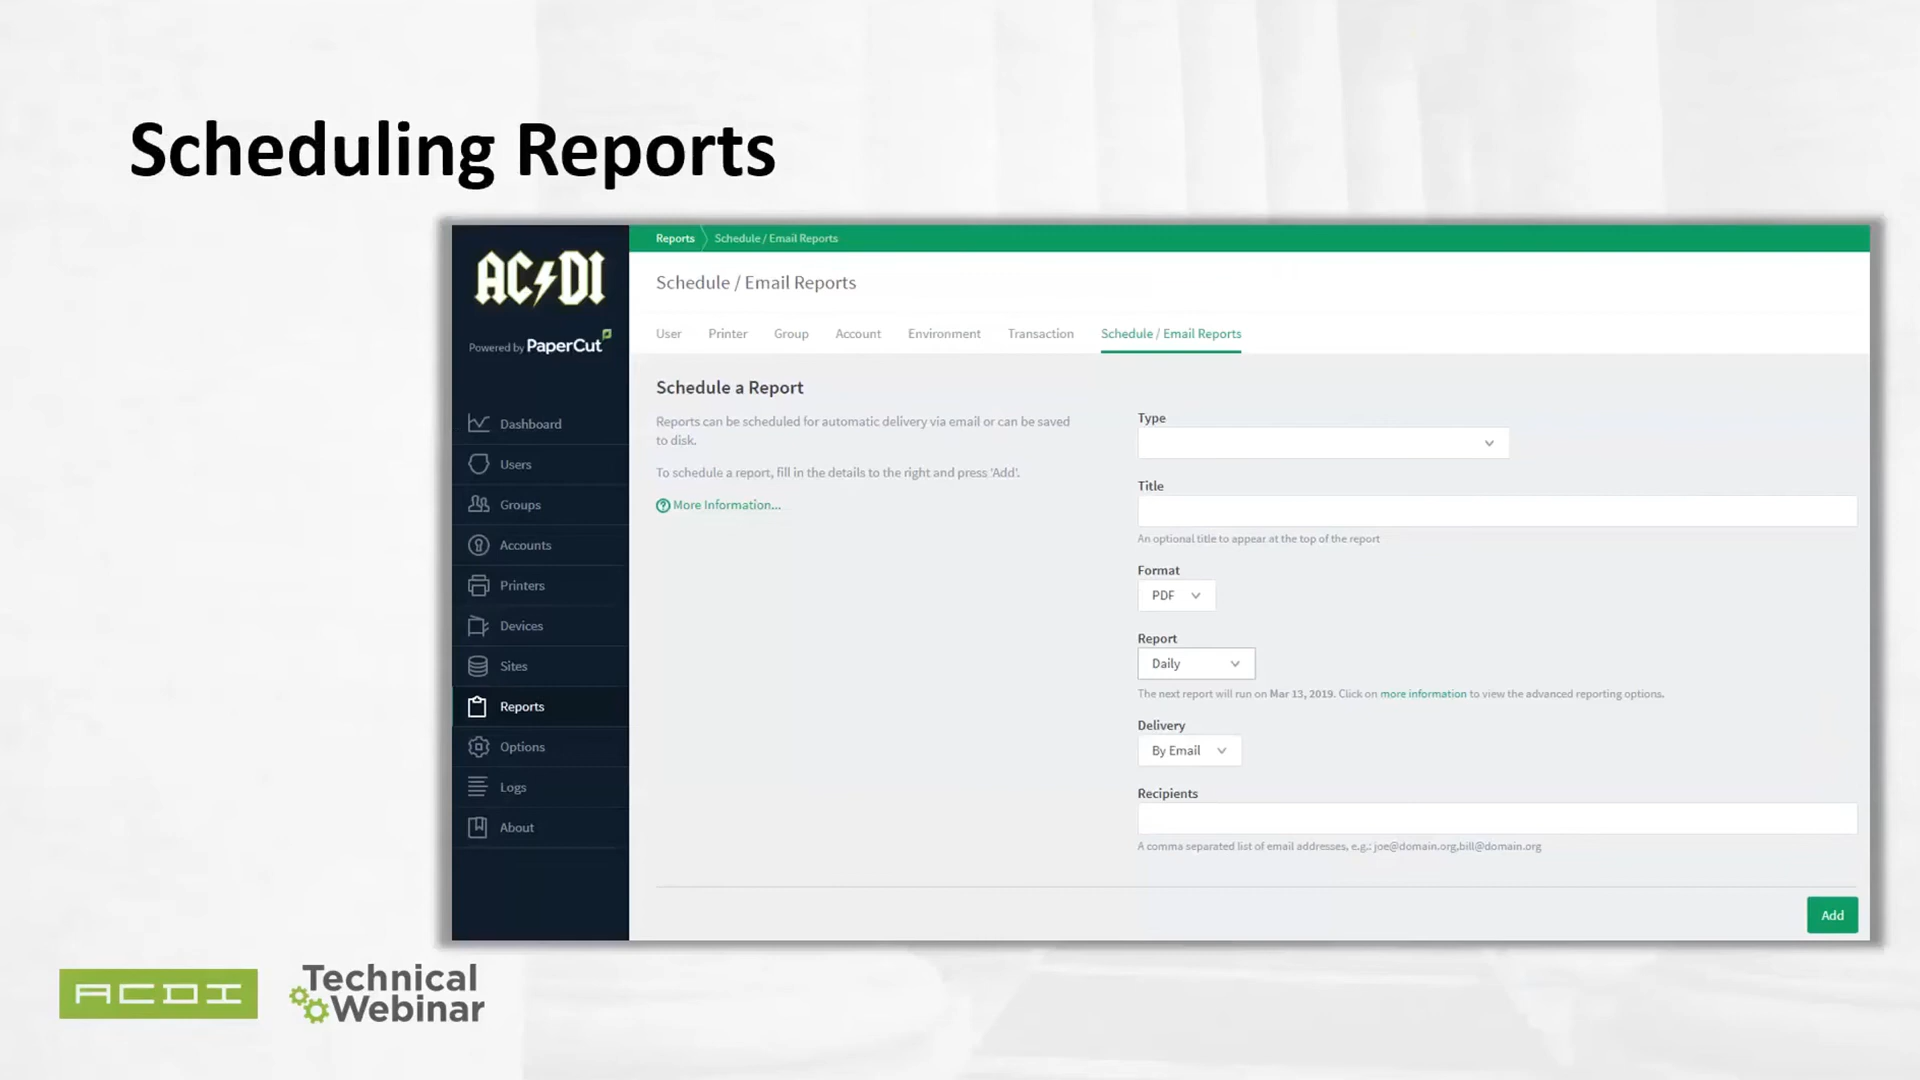 Scheduling Reports
AC/DI
Powered by PaperCut
Dashboard
Users
Groups
Accounts
Printers
Devices
Sites
Reports
Options
Logs
About
Reports
Schedule / Email Reports
Schedule / Email Reports
User Printer Group Account Environment Transaction Schedule / Email Reports
Schedule a Report
Reports can be scheduled for automatic delivery via email or can be saved
to disk.
To schedule a report, fill in the details to the right and press 'Add'.
More Information...
Type
Title
An optional title to appear at the top of the report
Format
PDF
Report
Daily
The next report will run on Mar 13, 2019. Click on more information to view the advanced reporting options.
Delivery
By Email
Recipients
A comma separated list of email addresses, e.g.: joe@domain.org,bill@domain.org
Add
ACDI
Technical
Webinar